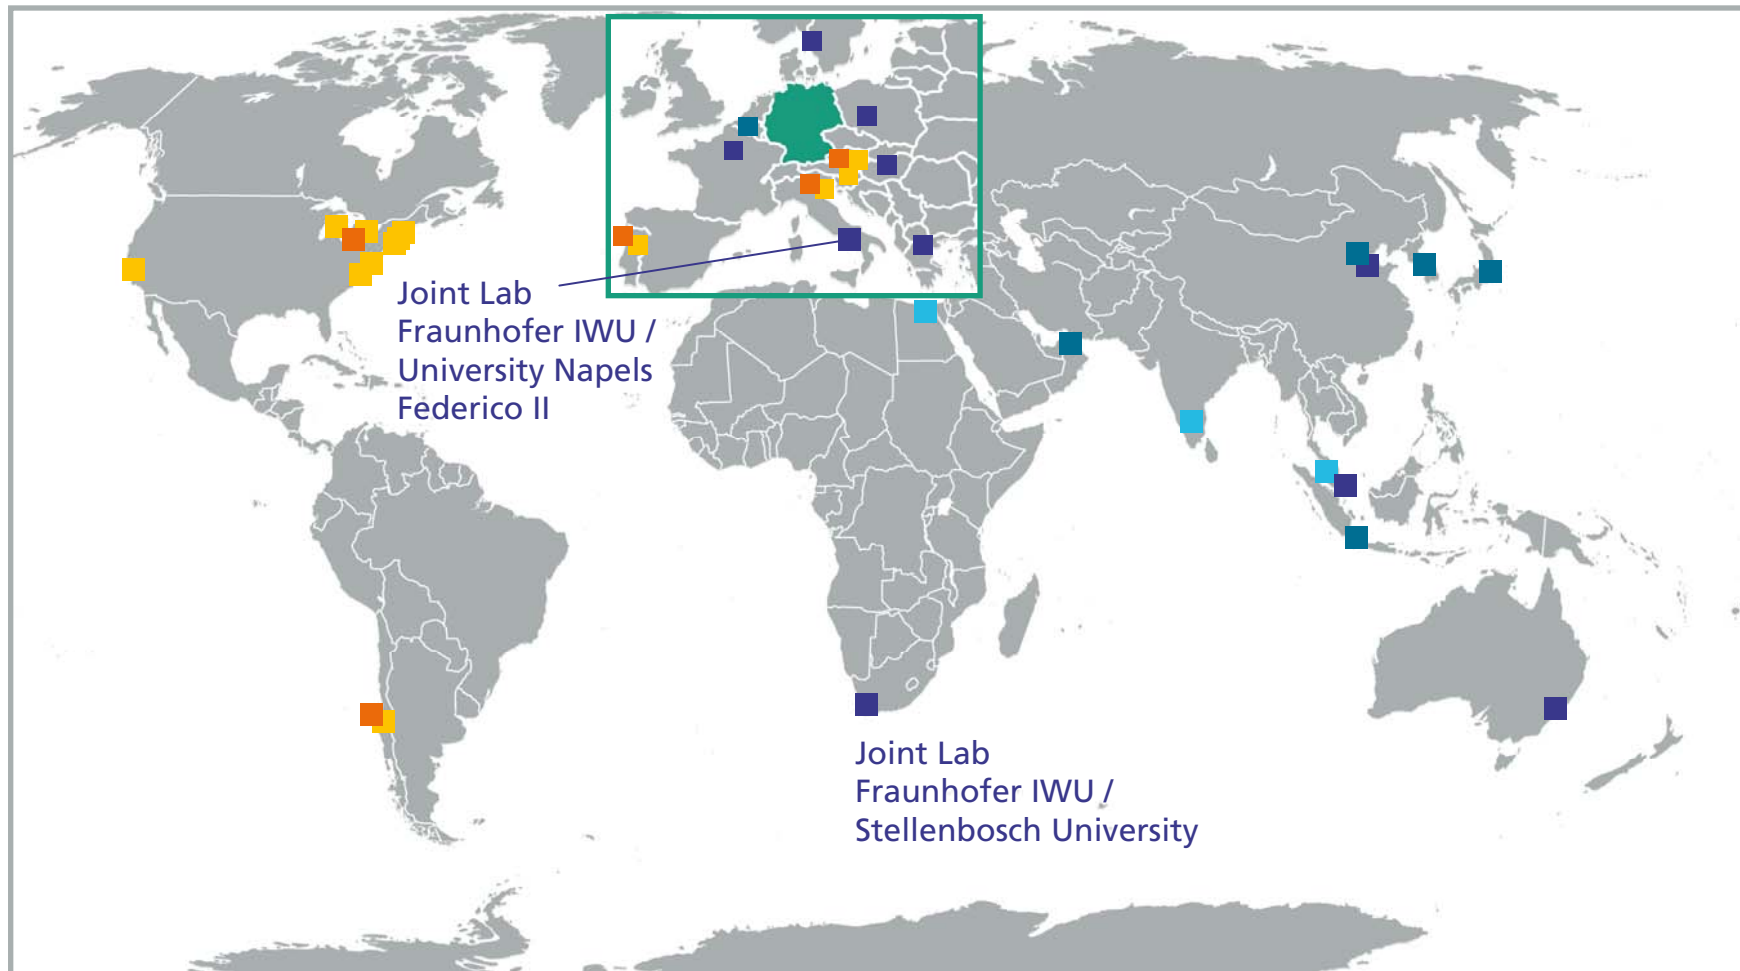 Joint Lab
Fraunhofer IWU /
University Napels
Federico II
Joint Lab
Fraunhofer IWU /
Stellenbosch University